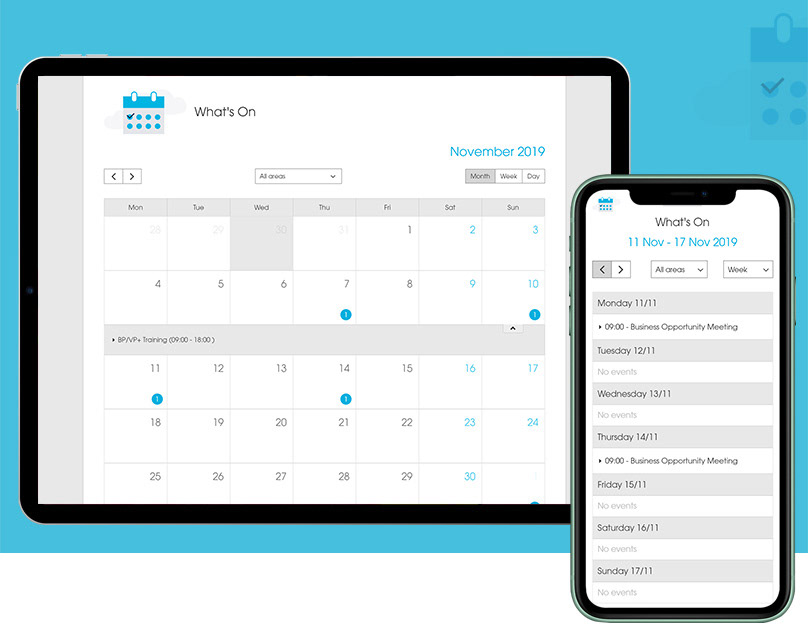 What's On
November 2019
All areas
Month Week Day
Mon Tue Wed Thu Fri Sat Sun
28 29 30 31 1 2 3
4 5 6 7 8 9 10
1 1
BP/VP+ Training (09:00 - 18:00 )
11 12 13 14 15 16 17
1 1
18 19 20 21 22 23 24
25 26 27 28 29 30 1
What's On
11 Nov - 17 Nov 2019
All areas Week
Monday 11/11
09:00 - Business Opportunity Meeting
Tuesday 12/11
No events
Wednesday 13/11
No events
Thursday 14/11
09:00 - Business Opportunity Meeting
Friday 15/11
No events
Saturday 16/11
No events
Sunday 17/11
No events